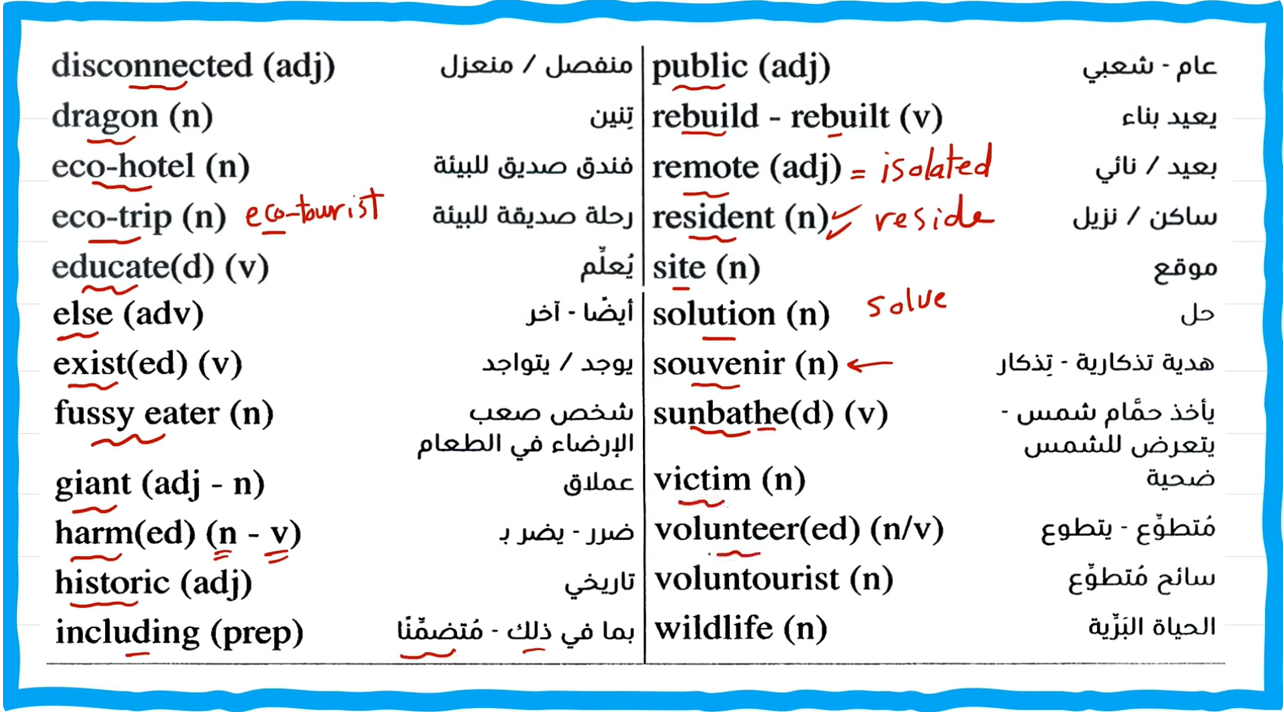 disconnected (adj) منفصل / منعزل
dragon (n) تِنين
eco-hotel (n) فندق صديق للبيئة
eco-trip (n) eco-tourist رحلة صديقة للبيئة
educate(d) (v) يُعلِّم
else (adv) أيضًا - آخر
exist(ed) (v) يوجد / يتواجد
fussy eater (n) شخص صعب
الإرضاء في الطعام
giant (adj - n) عملاق
harm(ed) (n - v) ضرر - يضر بـ
historic (adj) تاريخي
including (prep) بما في ذلك - مُتضمِّنًا
public (adj) عام - شعبي
rebuild - rebuilt (v) يعيد بناء
remote (adj) = isolated بعيد / نائي
resident (n) reside ساكن / نزيل
site (n) موقع
solution (n) solve حل
souvenir (n) هدية تذكارية - تِذكار
sunbathe(d) (v) يأخذ حمَّام شمس -
يتعرض للشمس
victim (n) ضحية
volunteer(ed) (n/v) مُتطوِّع - يتطوع
voluntourist (n) سائح مُتطوِّع
wildlife (n) الحياة البَرِّية